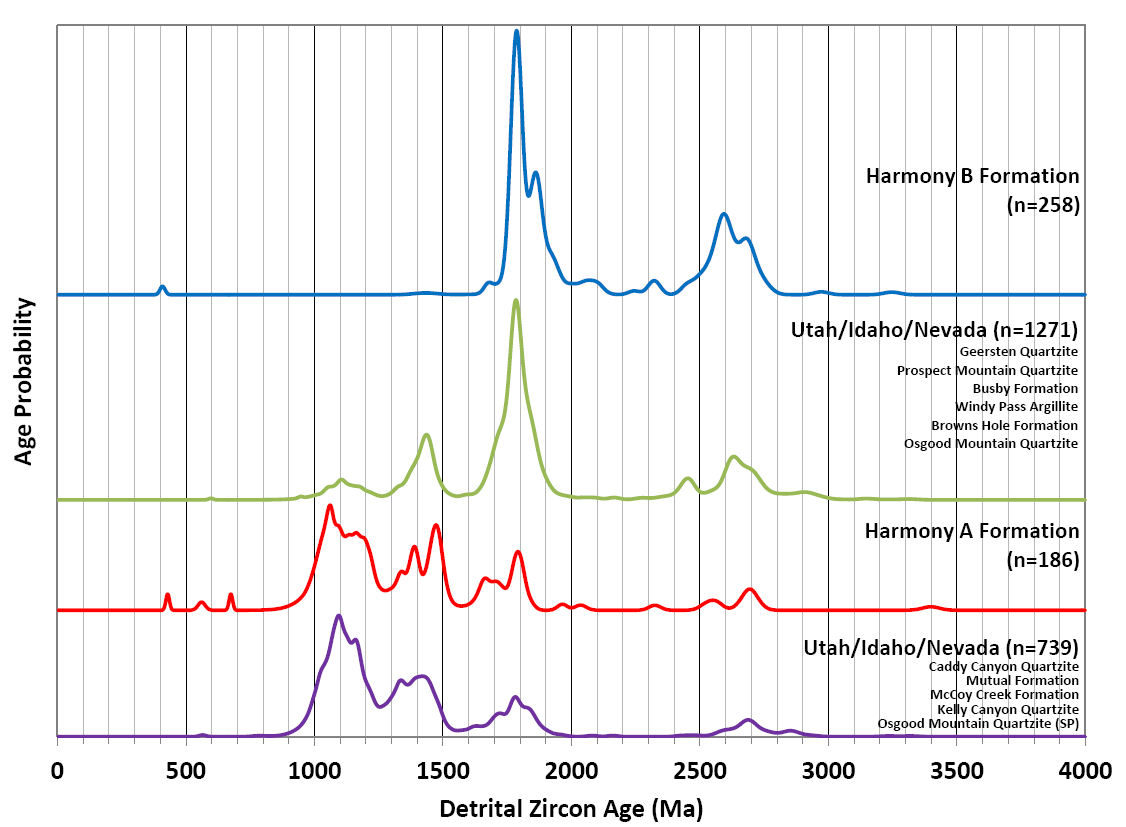 Harmony B Formation
(n=258)
Utah/Idaho/Nevada (n=1271)
Geersten Quartzite
Prospect Mountain Quartzite
Busby Formation
Windy Pass Argillite
Browns Hole Formation
Osgood Mountain Quartzite
Age Probability
Harmony A Formation
(n=186)
Utah/Idaho/Nevada (n=739)
Caddy Canyon Quartzite
Mutual Formation
McCoy Creek Formation
Kelly Canyon Quartzite
Osgood Mountain Quartzite (SP)
0 500 1000 1500 2000 2500 3000 3500 4000
Detrital Zircon Age (Ma)